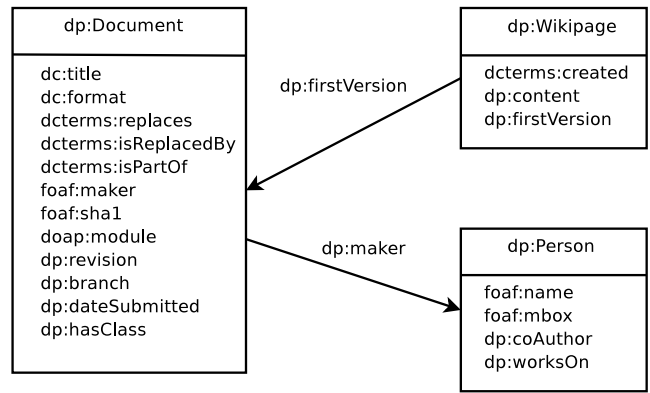 dp:Document
dc:title
dc:format
dcterms:replaces
dcterms:isReplacedBy
dcterms:isPartOf
foaf:maker
foaf:sha1
doap:module
dp:revision
dp:branch
dp:dateSubmitted
dp:hasClass
dp:firstVersion
dp:maker
dp:Wikipage
dcterms:created
dp:content
dp:firstVersion
dp:Person
foaf:name
foaf:mbox
dp:coAuthor
dp:worksOn